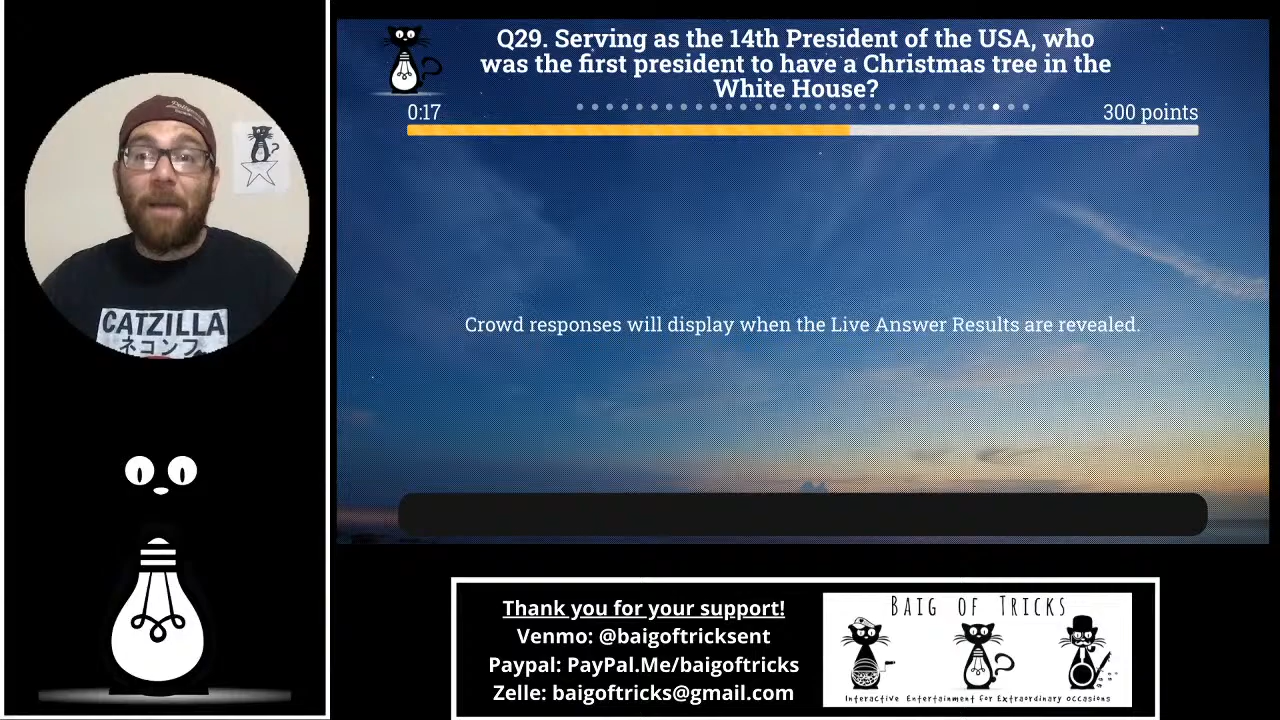 Q29. Serving as the 14th President of the USA, who
was the first president to have a Christmas tree in the
White House?
0:17
300 points
Crowd responses will display when the Live Answer Results are revealed.
CATZILLA
ネコンフ
Thank you for your support!
Venmo: @baigoftricksent
Paypal: PayPal.Me/baigoftricks
Zelle: baigoftricks@gmail.com
BAIG OF TRICKS
Interactive Entertainment for Extraordinary occasions